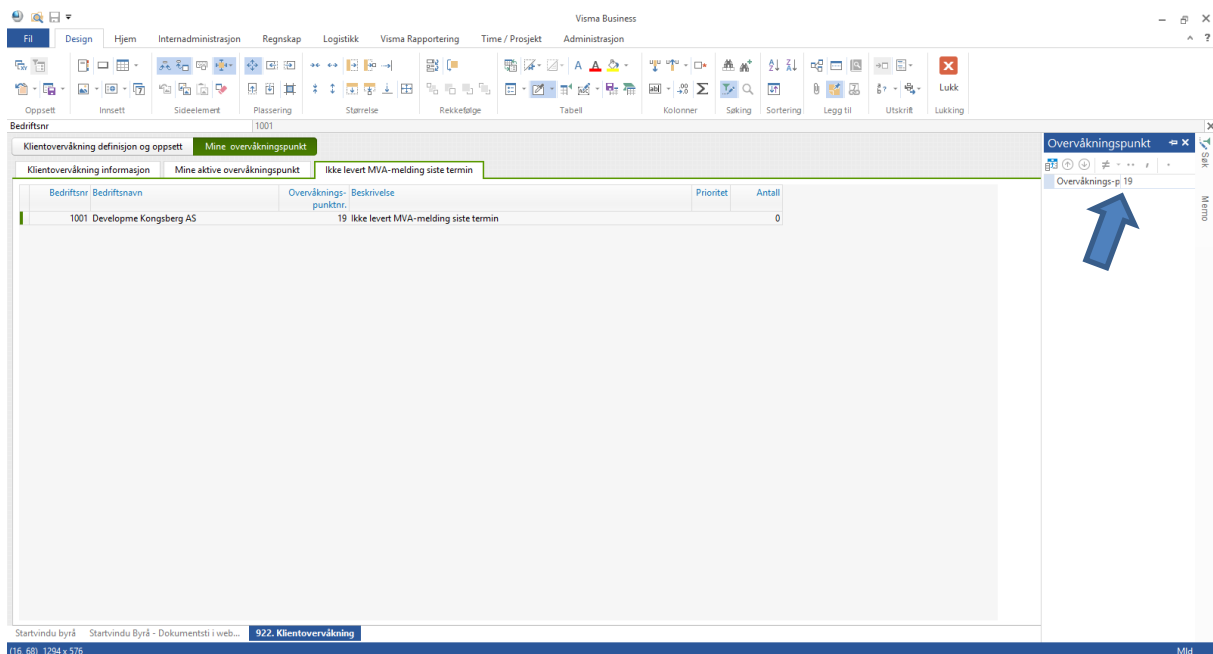 Visma Business
Fil Design Hjem Internadministrasjon Regnskap Logistikk Visma Rapportering Time / Prosjekt Administrasjon
Lukk
Oppsett Innsett Sideelement Plassering Størrelse Rekkefølge Tabell Kolonner Søking Sortering Legg til Utskrift Lukking
Bedriftsnr 1001
Klientovervåkning definisjon og oppsett Mine overvåkningspunkt
Klientovervåkning informasjon Mine aktive overvåkningspunkt Ikke levert MVA-melding siste termin
Bedriftsnr Bedriftsnavn Overvåknings- Beskrivelse Prioritet Antall
punktnr.
1001 Developme Kongsberg AS 19 Ikke levert MVA-melding siste termin 0
Overvåkningspunkt
Overvåknings-p 19
Søk
Memo
Startvindu byrå Startvindu Byrå - Dokumentsti i web... 922. Klientovervåkning
(16, 68) 1294 x 576 Mld